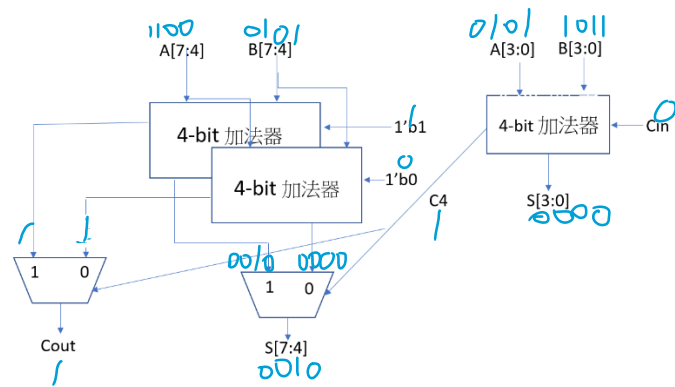 1100 0101 0101 1011
A[7:4] B[7:4] A[3:0] B[3:0]
4-bit 加法器 1'b1 1 4-bit 加法器 Cin 0
4-bit 加法器 1'b0 0
C4 S[3:0]
1 0000
1 1
0010 0000
1 0 1 0
Cout S[7:4]
1 0010